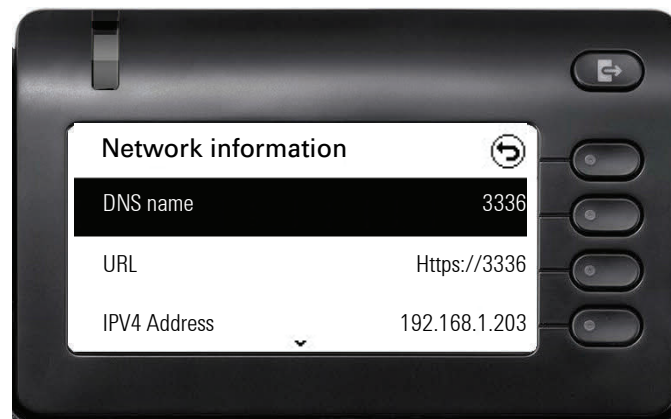 Network information
DNS name 3336
URL Https://3336
IPV4 Address 192.168.1.203